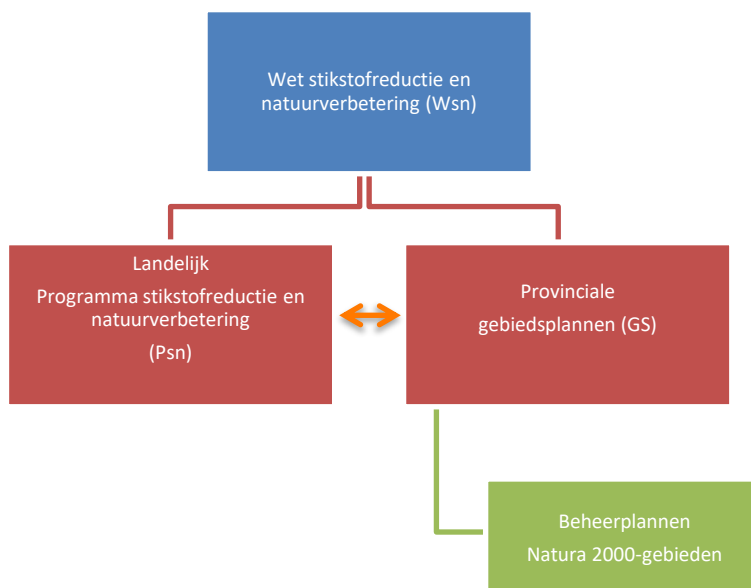 Wet stikstofreductie en
natuurverbetering (Wsn)
Landelijk
Programma stikstofreductie en
natuurverbetering
(Psn)
Provinciale
gebiedsplannen (GS)
Beheerplannen
Natura 2000-gebieden